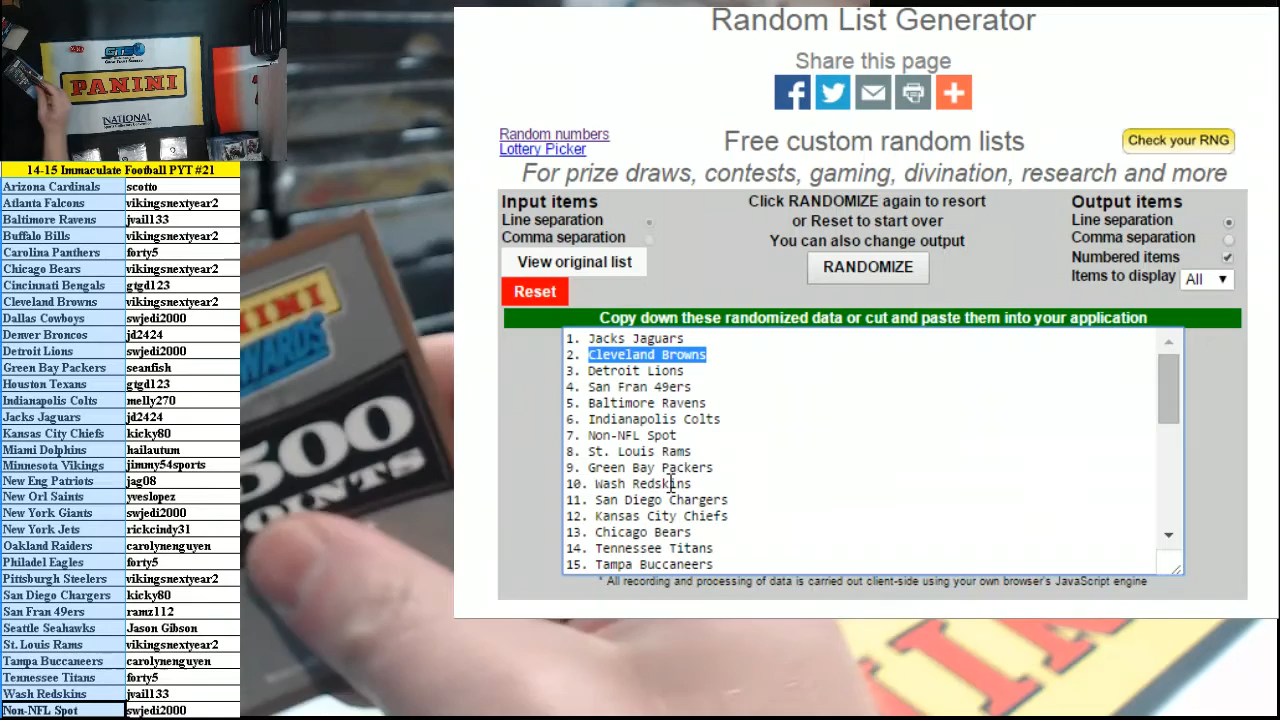 GTS
PANINI
NATIONAL
14-15 Immaculate Football PYT #21
Arizona Cardinals scotto
Atlanta Falcons vikingsnextyear2
Baltimore Ravens jvail133
Buffalo Bills vikingsnextyear2
Carolina Panthers forty5
Chicago Bears vikingsnextyear2
Cincinnati Bengals gtgd123
Cleveland Browns vikingsnextyear2
Dallas Cowboys swjedi2000
Denver Broncos jd2424
Detroit Lions swjedi2000
Green Bay Packers seanfish
Houston Texans gtgd123
Indianapolis Colts melly270
Jacks Jaguars jd2424
Kansas City Chiefs kicky80
Miami Dolphins hailautum
Minnesota Vikings jimmy54sports
New Eng Patriots jag08
New Orl Saints yveslopez
New York Giants swjedi2000
New York Jets rickcindy31
Oakland Raiders carolynenguyen
Philadel Eagles forty5
Pittsburgh Steelers vikingsnextyear2
San Diego Chargers kicky80
San Fran 49ers ramz112
Seattle Seahawks Jason Gibson
St. Louis Rams vikingsnextyear2
Tampa Buccaneers carolynenguyen
Tennessee Titans forty5
Wash Redskins jvail133
Non-NFL Spot swjedi2000
500
POINTS
Random List Generator
Share this page
Random numbers
Lottery Picker
Free custom random lists
Check your RNG
For prize draws, contests, gaming, divination, research and more
Input items
Line separation
Comma separation
View original list
Reset
Click RANDOMIZE again to resort
or Reset to start over
You can also change output
RANDOMIZE
Output items
Line separation
Comma separation
Numbered items
Items to display All
Copy down these randomized data or cut and paste them into your application
1. Jacks Jaguars
2. Cleveland Browns
3. Detroit Lions
4. San Fran 49ers
5. Baltimore Ravens
6. Indianapolis Colts
7. Non-NFL Spot
8. St. Louis Rams
9. Green Bay Packers
10. Wash Redskins
11. San Diego Chargers
12. Kansas City Chiefs
13. Chicago Bears
14. Tennessee Titans
15. Tampa Buccaneers
* All recording and processing of data is carried out client-side using your own browser's JavaScript engine